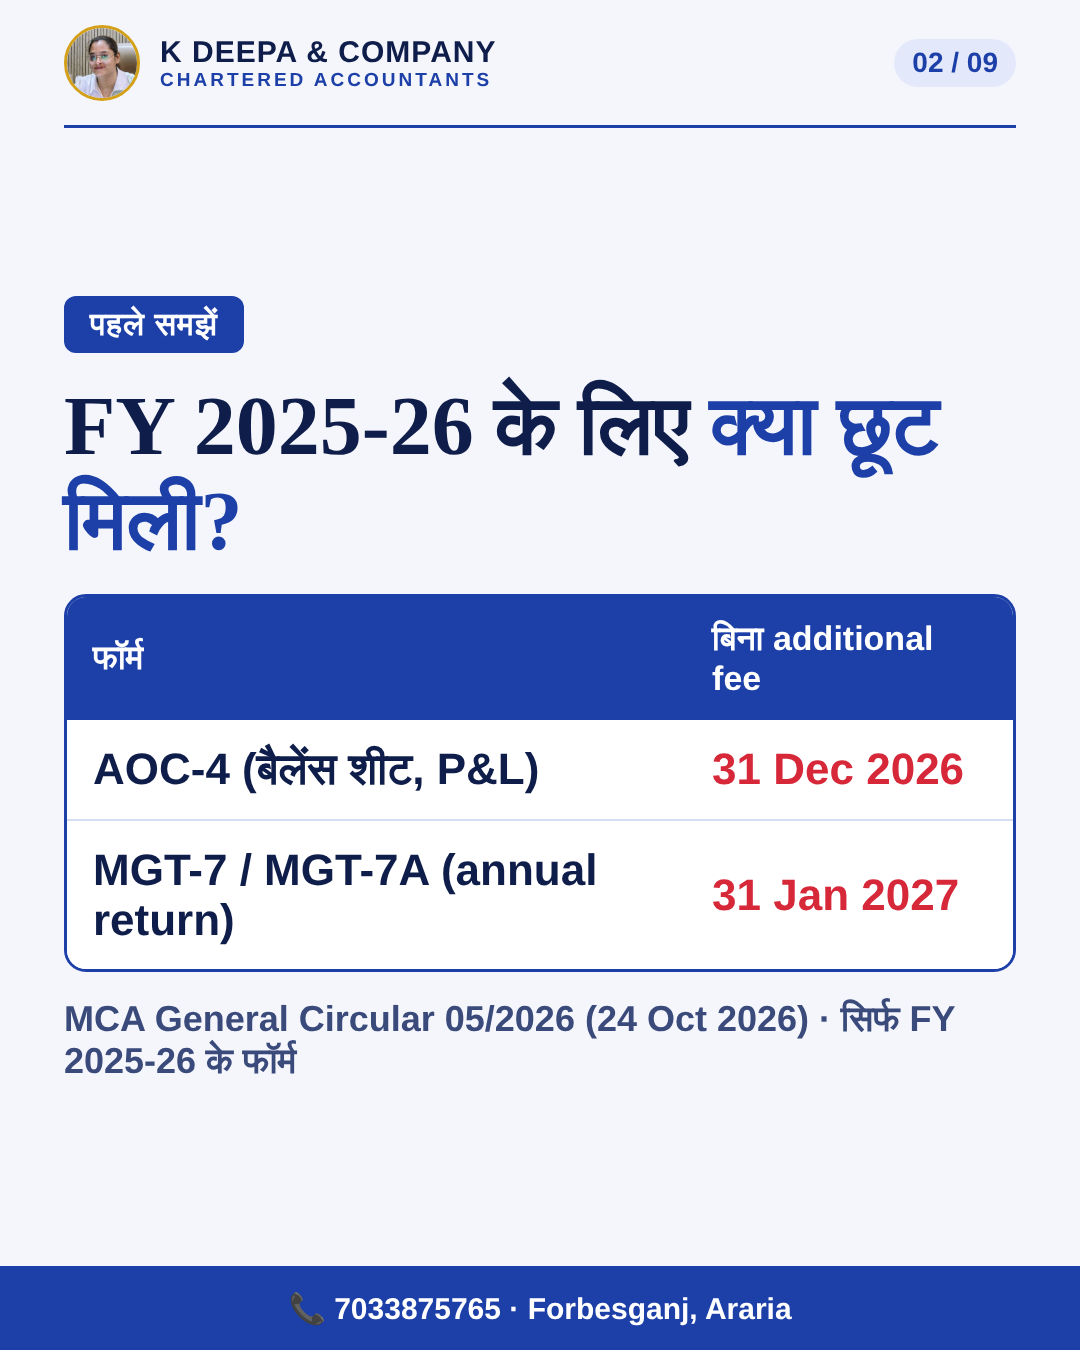 K DEEPA & COMPANY
CHARTERED ACCOUNTANTS
02 / 09
पहले समझें
FY 2025-26 के लिए क्या छूट
मिली?
फॉर्म
बिना additional
fee
AOC-4 (बैलेंस शीट, P&L)
31 Dec 2026
MGT-7 / MGT-7A (annual
return)
31 Jan 2027
MCA General Circular 05/2026 (24 Oct 2026) · सिर्फ FY
2025-26 के फॉर्म
📞 7033875765 · Forbesganj, Araria